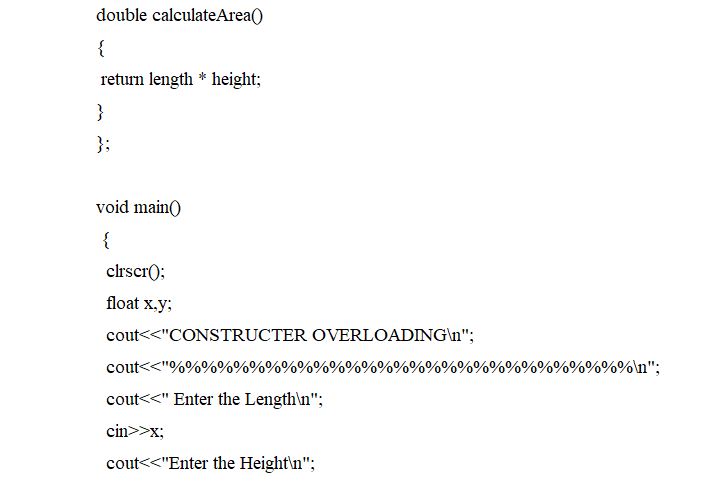 double calculateArea()
{
return length * height;
}
};
void main()
{
clrscr();
float x,y;
cout<<"CONSTRUCTER OVERLOADING\n";
cout<<"%%%%%%%%%%%%%%%%%%%%%%%%%%%%%\n";
cout<<" Enter the Length\n";
cin>>x;
cout<<"Enter the Height\n";